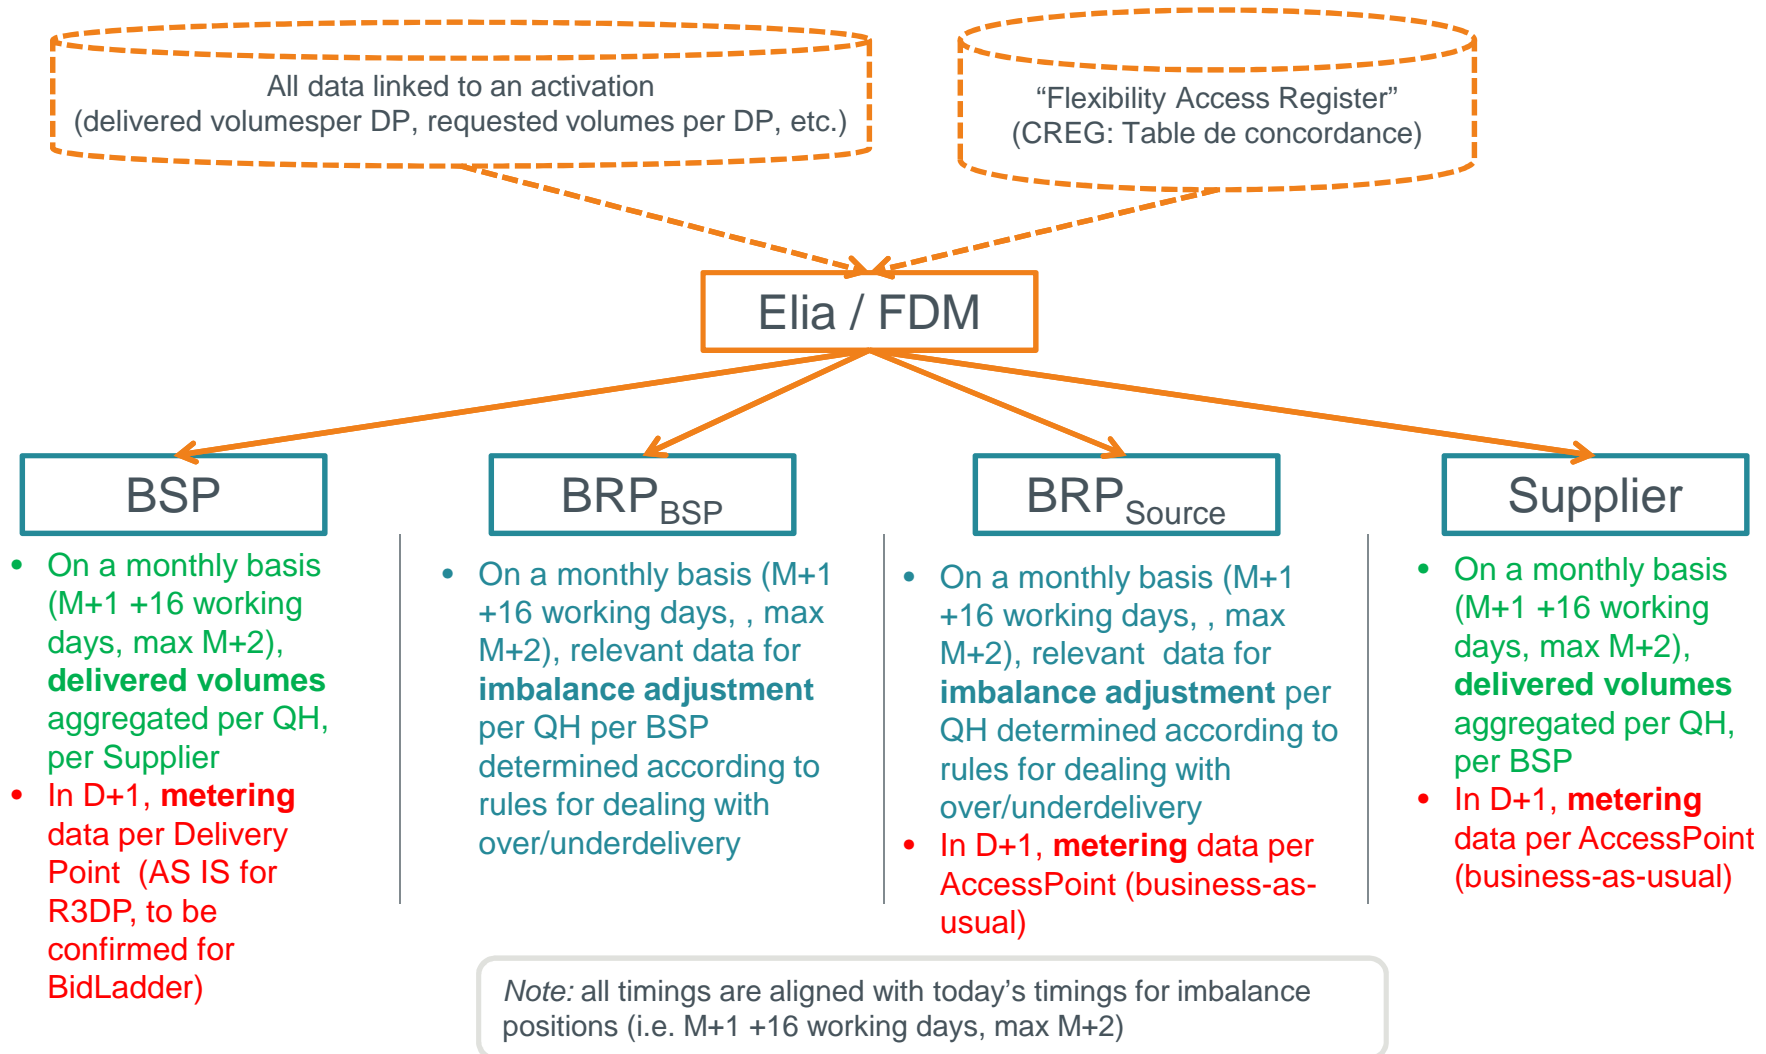 All data linked to an activation
(delivered volumesper DP, requested volumes per DP, etc.)
“Flexibility Access Register”
(CREG: Table de concordance)
Elia / FDM
BSP
• On a monthly basis
(M+1 +16 working
days, max M+2),
delivered volumes
aggregated per QH,
per Supplier
• In D+1, metering
data per Delivery
Point (AS IS for
R3DP, to be
confirmed for
BidLadder)
BRP BSP
• On a monthly basis (M+1
+16 working days, , max
M+2), relevant data for
imbalance adjustment
per QH per BSP
determined according to
rules for dealing with
over/underdelivery
BRP Source
• On a monthly basis (M+1
+16 working days, , max
M+2), relevant data for
imbalance adjustment per
QH determined according to
rules for dealing with
over/underdelivery
• In D+1, metering data per
AccessPoint (business-as-
usual)
Supplier
• On a monthly basis
(M+1 +16 working
days, max M+2),
delivered volumes
aggregated per QH,
per BSP
• In D+1, metering
data per AccessPoint
(business-as-usual)
Note: all timings are aligned with today’s timings for imbalance
positions (i.e. M+1 +16 working days, max M+2)